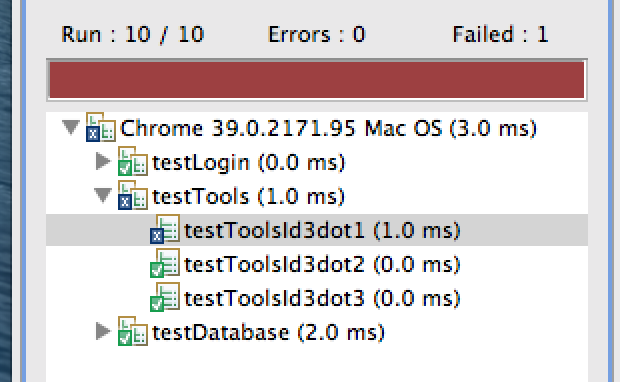 Run : 10 / 10 Errors : 0 Failed : 1
Chrome 39.0.2171.95 Mac OS (3.0 ms)
testLogin (0.0 ms)
testTools (1.0 ms)
testToolsId3dot1 (1.0 ms)
testToolsId3dot2 (0.0 ms)
testToolsId3dot3 (0.0 ms)
testDatabase (2.0 ms)